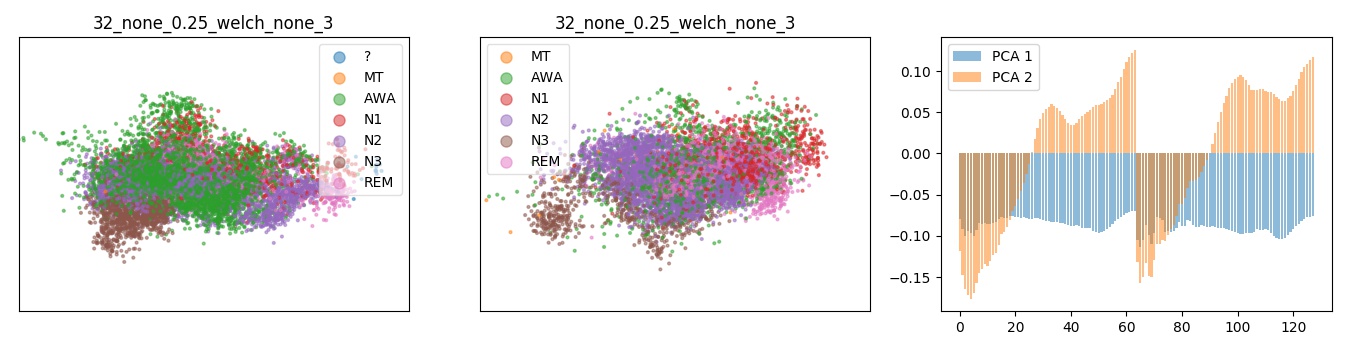 32_none_0.25_welch_none_3
?
MT
AWA
N1
N2
N3
REM
32_none_0.25_welch_none_3
MT
AWA
N1
N2
N3
REM
PCA 1
PCA 2
0.10
0.05
0.00
−0.05
−0.10
−0.15
0 20 40 60 80 100 120